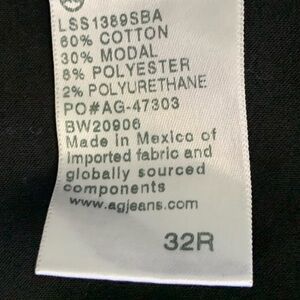 LSS1389SBA
60% COTTON
30% MODAL
8% POLYESTER
2% POLYURETHANE
PO#AG-47303
BW20906
Made in Mexico of
imported fabric and
globally sourced
components
www.agjeans.com
32R